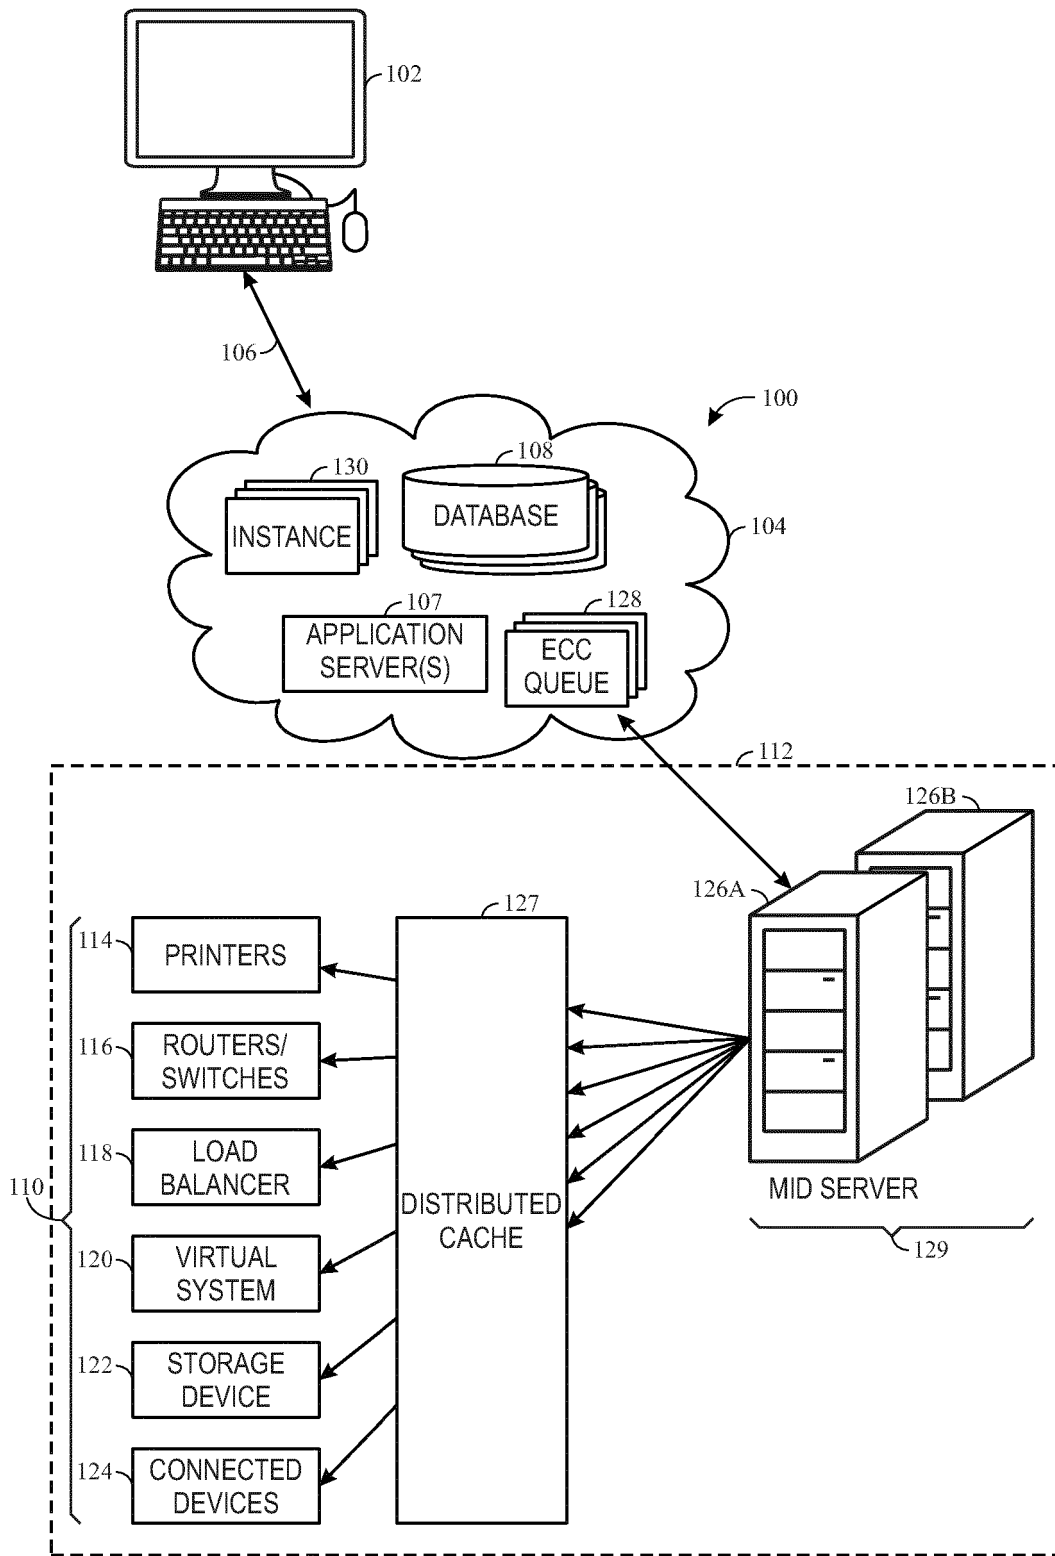 102
106
100
130
108
INSTANCE
DATABASE
104
107
128
APPLICATION
SERVER(S)
ECC
QUEUE
112
126B
126A
127
114
PRINTERS
116
ROUTERS/
SWITCHES
118
LOAD
BALANCER
110
DISTRIBUTED
CACHE
MID SERVER
129
120
VIRTUAL
SYSTEM
122
STORAGE
DEVICE
124
CONNECTED
DEVICES